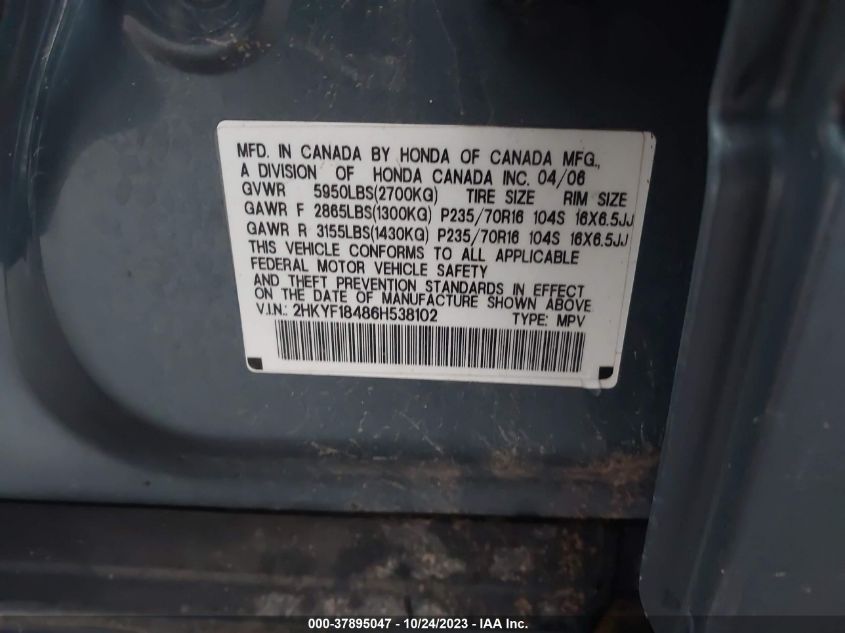 MFD. IN CANADA BY HONDA OF CANADA MFG.,
A DIVISION OF HONDA CANADA INC. 04/06
GVWR 5950LBS(2700KG) TIRE SIZE RIM SIZE
GAWR F 2865LBS(1300KG) P235/70R16 104S 16X6.5JJ
GAWR R 3155LBS(1430KG) P235/70R16 104S 16X6.5JJ
THIS VEHICLE CONFORMS TO ALL APPLICABLE
FEDERAL MOTOR VEHICLE SAFETY
AND THEFT PREVENTION STANDARDS IN EFFECT
ON THE DATE OF MANUFACTURE SHOWN ABOVE
V.I.N.: 2HKYF18486H538102 TYPE: MPV
000-37895047 - 10/24/2023 - IAA Inc.